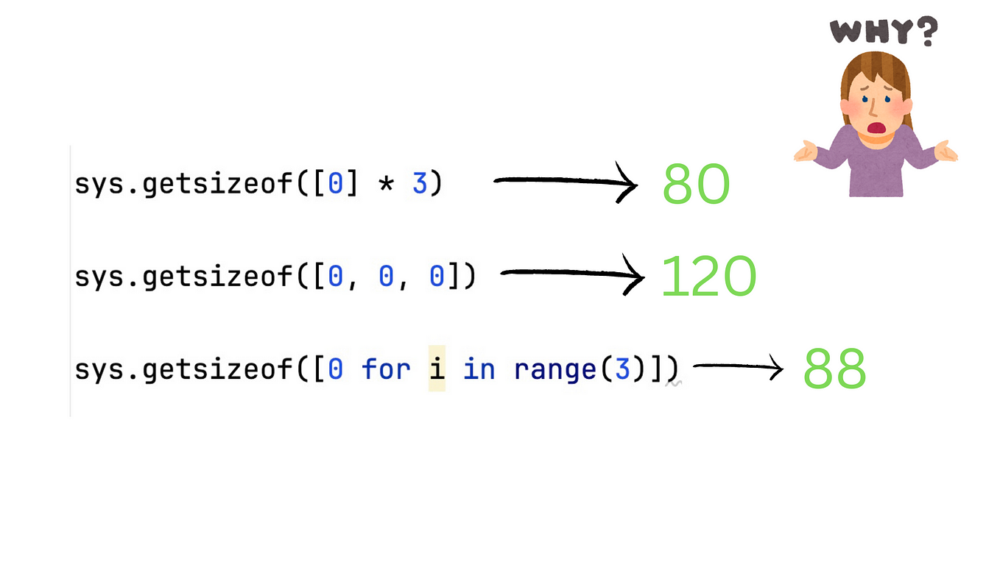 WHY?
sys.getsizeof([0] * 3) 80
sys.getsizeof([0, 0, 0]) 120
sys.getsizeof([0 for i in range(3)]) 88